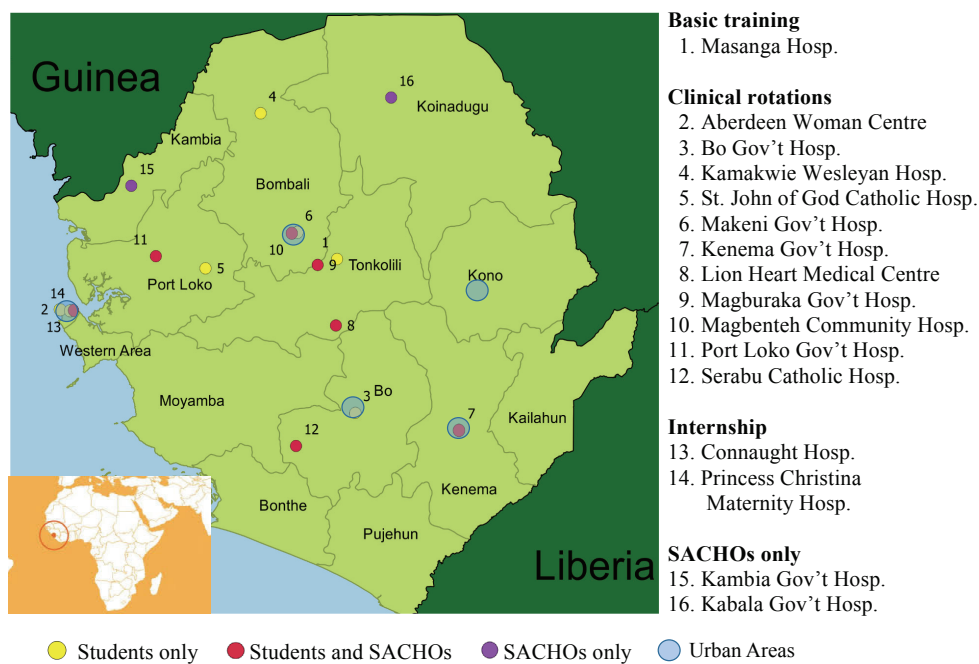 Guinea
16
Koinadugu
4
Kambia
15
Bombali
6
10
1
11
9
Tonkolili
5
Port Loko
Kono
14
2
13
8
Western Area
Moyamba
3
Bo
7
Kailahun
12
Kenema
Bonthe
Pujehun
Liberia
Basic training
1. Masanga Hosp.
Clinical rotations
2. Aberdeen Woman Centre
3. Bo Gov't Hosp.
4. Kamakwie Wesleyan Hosp.
5. St. John of God Catholic Hosp.
6. Makeni Gov't Hosp.
7. Kenema Gov't Hosp.
8. Lion Heart Medical Centre
9. Magburaka Gov't Hosp.
10. Magbenteh Community Hosp.
11. Port Loko Gov't Hosp.
12. Serabu Catholic Hosp.
Internship
13. Connaught Hosp.
14. Princess Christina
Maternity Hosp.
SACHOs only
15. Kambia Gov't Hosp.
16. Kabala Gov't Hosp.
Students only
Students and SACHOs
SACHOs only
Urban Areas